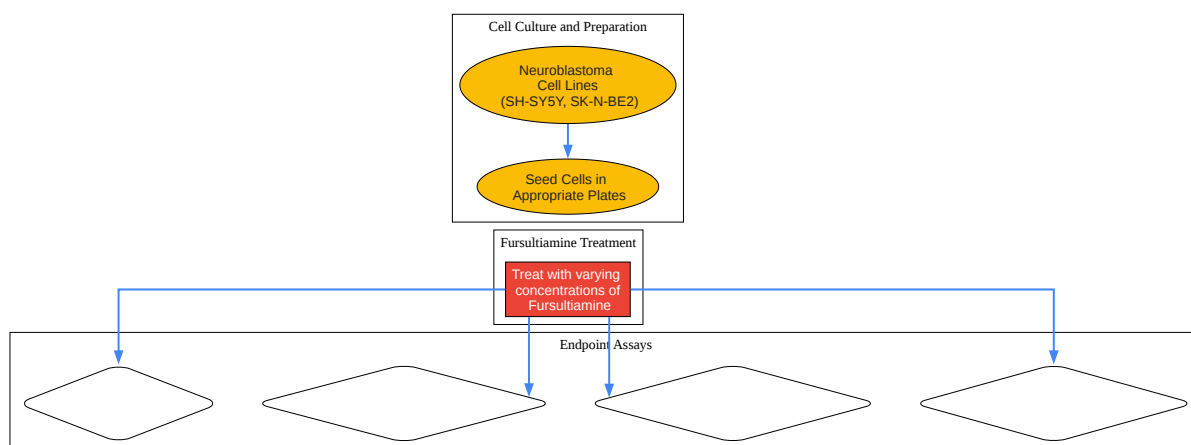 Cell Culture and Preparation
Neuroblastoma
Cell Lines
(SH-SY5Y, SK-N-BE2)
Seed Cells in
Appropriate Plates
Fursultiamine Treatment
Treat with varying
concentrations of
Fursultiamine
Endpoint Assays